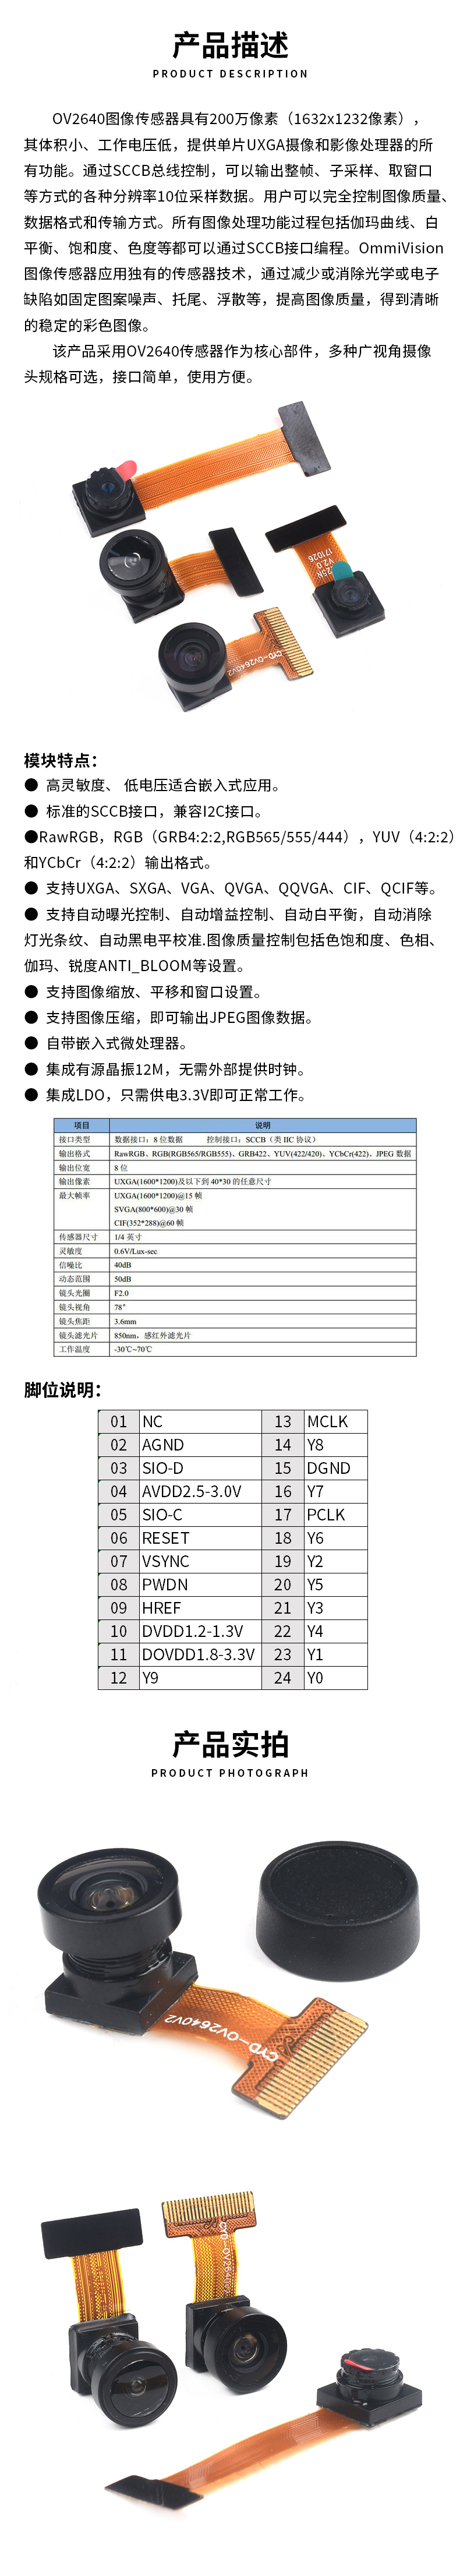 产品描述
PRODUCT DESCRIPTION
OV2640图像传感器具有200万像素（1632x1232像素），
其体积小、工作电压低，提供单片UXGA摄像和影像处理器的所
有功能。通过SCCB总线控制，可以输出整帧、子采样、取窗口
等方式的各种分辨率10位采样数据。用户可以完全控制图像质量、
数据格式和传输方式。所有图像处理功能过程包括伽玛曲线、白
平衡、饱和度、色度等都可以通过SCCB接口编程。OmmiVision
图像传感器应用独有的传感器技术，通过减少或消除光学或电子
缺陷如固定图案噪声、托尾、浮散等，提高图像质量，得到清晰
的稳定的彩色图像。
该产品采用OV2640传感器作为核心部件，多种广视角摄像
头规格可选，接口简单，使用方便。
V2.0
171026
CYD-OV2640V2
模块特点：
● 高灵敏度、 低电压适合嵌入式应用。
● 标准的SCCB接口，兼容I2C接口。
●RawRGB，RGB（GRB4:2:2,RGB565/555/444），YUV（4:2:2）
和YCbCr（4:2:2）输出格式。
● 支持UXGA、SXGA、VGA、QVGA、QQVGA、CIF、QCIF等。
● 支持自动曝光控制、自动增益控制、自动白平衡，自动消除
灯光条纹、自动黑电平校准.图像质量控制包括色饱和度、色相、
伽玛、锐度ANTI_BLOOM等设置。
● 支持图像缩放、平移和窗口设置。
● 支持图像压缩，即可输出JPEG图像数据。
● 自带嵌入式微处理器。
● 集成有源晶振12M，无需外部提供时钟。
● 集成LDO，只需供电3.3V即可正常工作。
项目 说明
接口类型 数据接口：8 位数据 控制接口：SCCB（类 IIC 协议）
输出格式 RawRGB、RGB(RGB565/RGB555)、GRB422、YUV(422/420)、YCbCr(422)、JPEG 数据
输出位宽 8 位
输出像素 UXGA(1600*1200)及以下到 40*30 的任意尺寸
最大帧率 UXGA(1600*1200)@15 帧
SVGA(800*600)@30 帧
CIF(352*288)@60 帧
传感器尺寸 1/4 英寸
灵敏度 0.6V/Lux-sec
信噪比 40dB
动态范围 50dB
镜头光圈 F2.0
镜头视角 78°
镜头焦距 3.6mm
镜头滤光片 850nm，感红外滤光片
工作温度 -30℃~70℃
脚位说明：
01 NC 13 MCLK
02 AGND 14 Y8
03 SIO-D 15 DGND
04 AVDD2.5-3.0V 16 Y7
05 SIO-C 17 PCLK
06 RESET 18 Y6
07 VSYNC 19 Y2
08 PWDN 20 Y5
09 HREF 21 Y3
10 DVDD1.2-1.3V 22 Y4
11 DOVDD1.8-3.3V 23 Y1
12 Y9 24 Y0
产品实拍
PRODUCT PHOTOGRAPH
CYD-OV2640V2